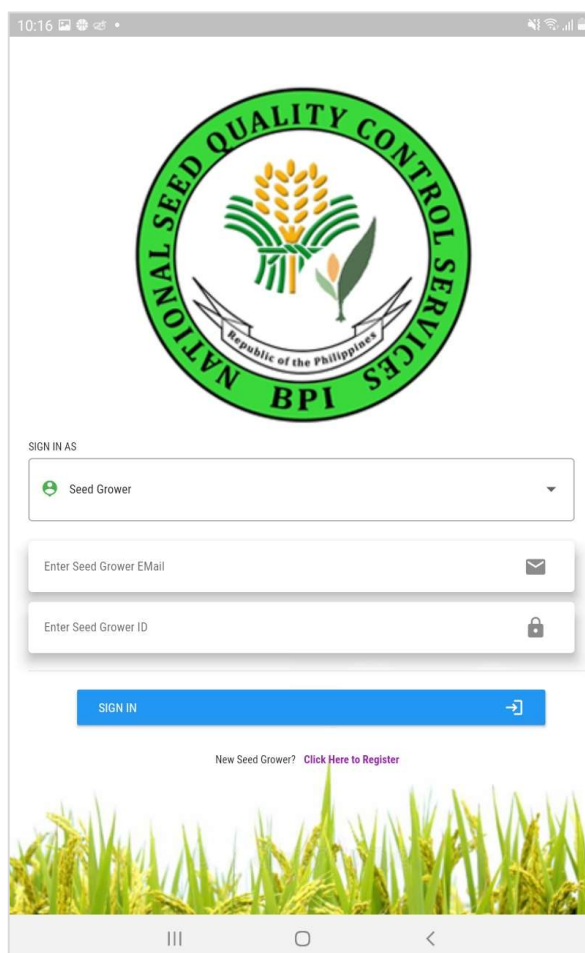 10:16
NATIONAL SEED QUALITY CONTROL SERVICES
Republic of the Philippines
BPI
SIGN IN AS
Seed Grower
Enter Seed Grower EMail
Enter Seed Grower ID
SIGN IN
New Seed Grower? Click Here to Register